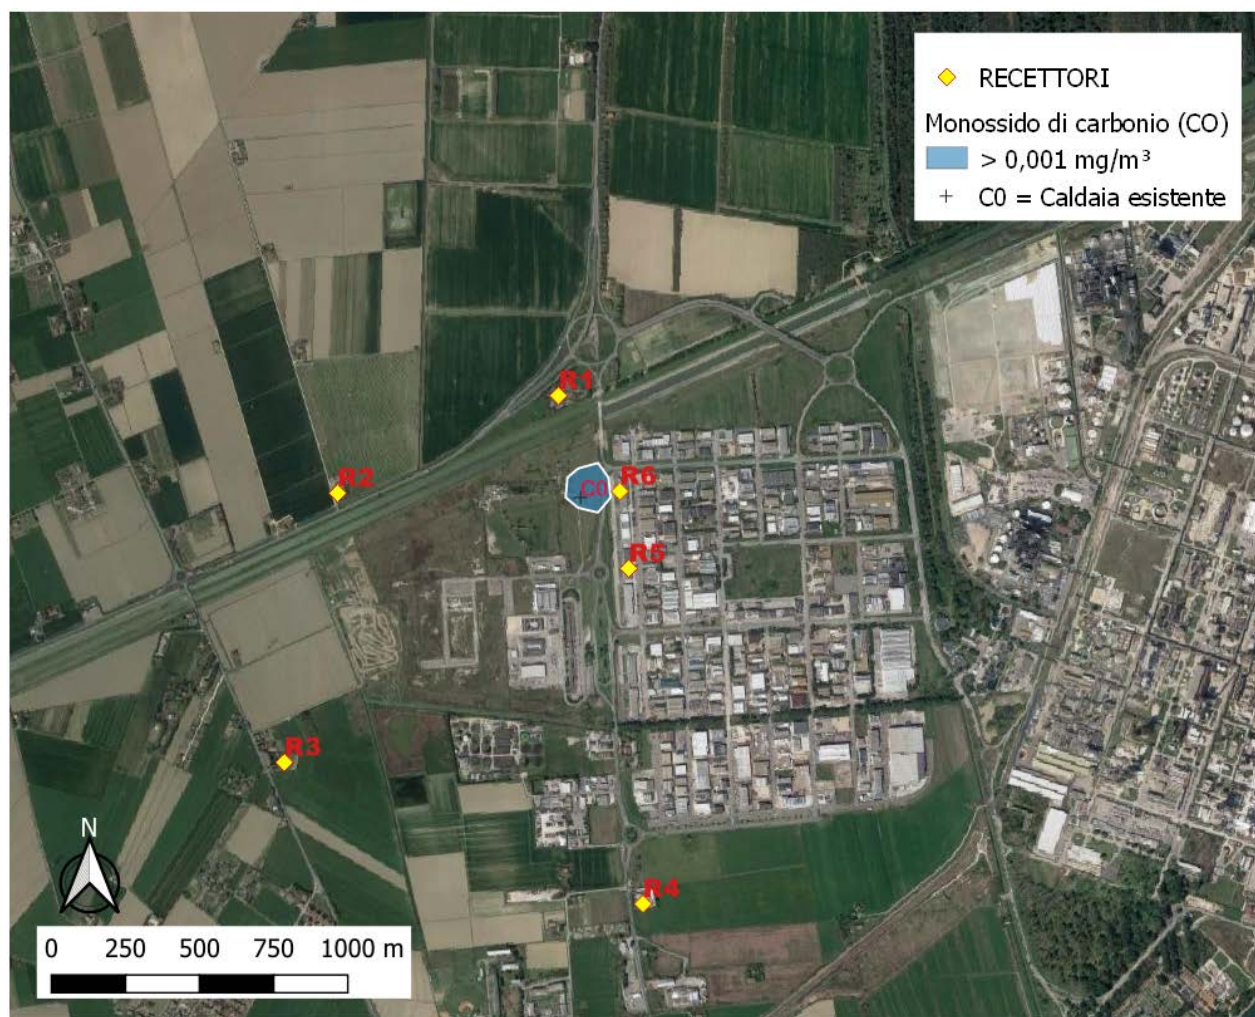 RECETTORI
Monossido di carbonio (CO)
> 0,001 mg/m³
+ C0 = Caldaia esistente
R1
R2
C0
R6
R5
R3
R4
N
0 250 500 750 1000 m